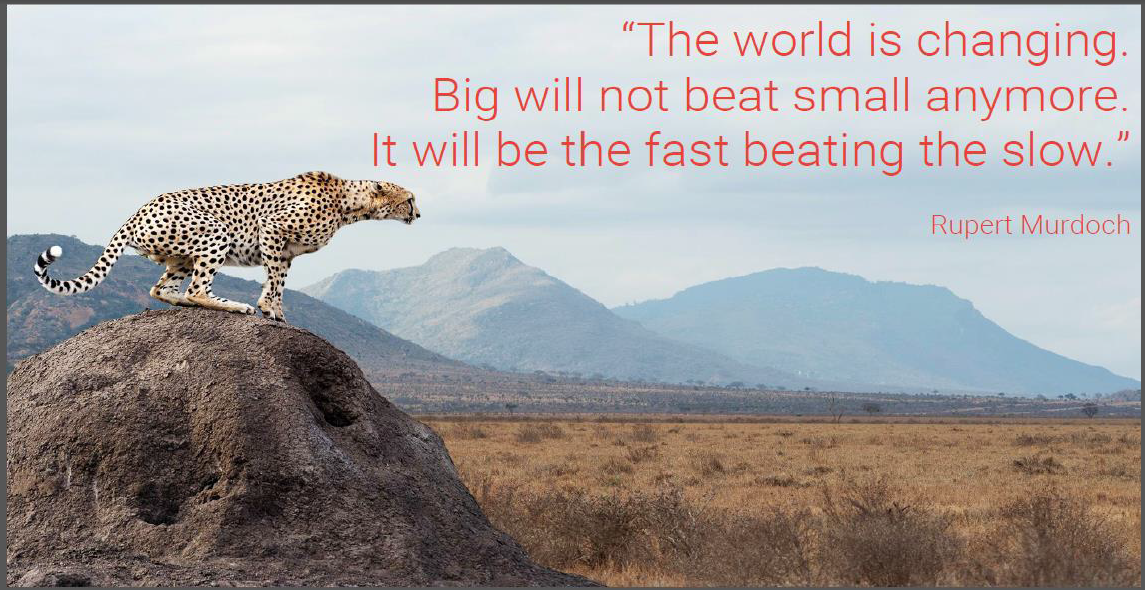 “The world is changing.
Big will not beat small anymore.
It will be the fast beating the slow.”
Rupert Murdoch